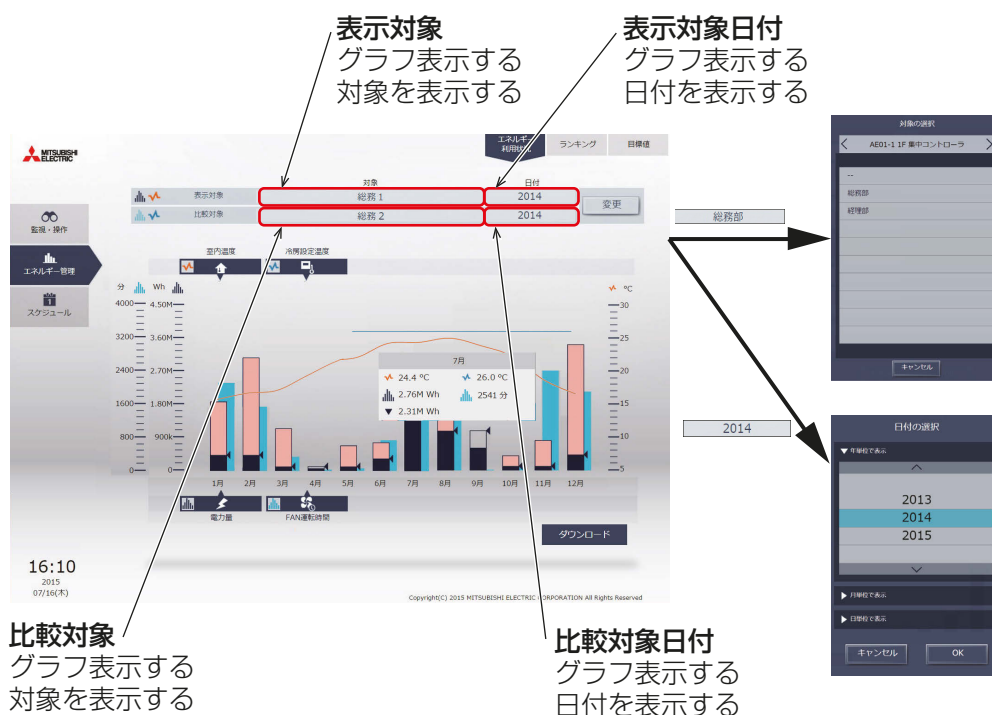 表示対象
グラフ表示する
対象を表示する
表示対象日付
グラフ表示する
日付を表示する
MITSUBISHI
ELECTRIC
エネルギー
利用状況
ランキング
目標値
対象
日付
表示対象
総務 1
2014
比較対象
総務 2
2014
変更
監視・操作
エネルギー管理
1
スケジュール
室内温度
冷房設定温度
分
Wh
℃
4000
4.50M
30
3200
3.60M
25
2400
2.70M
20
1600
1.80M
15
800
900k
10
0
0
5
7月
24.4 ℃
26.0 ℃
2.76M Wh
2541 分
2.31M Wh
1月 2月 3月 4月 5月 6月 7月 8月 9月 10月 11月 12月
電力量
FAN運転時間
ダウンロード
16:10
2015
07/16(木)
Copyright(C) 2015 MITSUBISHI ELECTRIC CORPORATION All Rights Reserved
総務部
対象の選択
AE01-1 1F 集中コントローラ
--
総務部
経理部
キャンセル
2014
日付の選択
年単位で表示
2013
2014
2015
月単位で表示
日単位で表示
キャンセル
OK
比較対象
グラフ表示する
対象を表示する
比較対象日付
グラフ表示する
日付を表示する